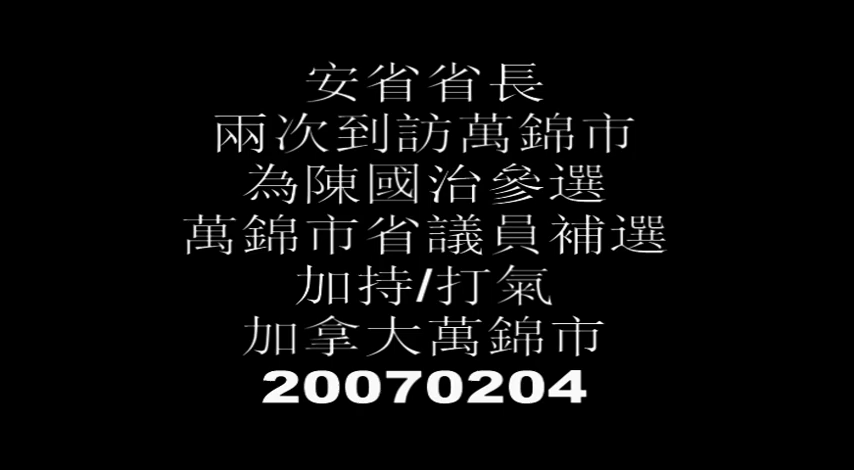 安省省長
兩次到訪萬錦市
為陳國治參選
萬錦市省議員補選
加持/打氣
加拿大萬錦市
20070204